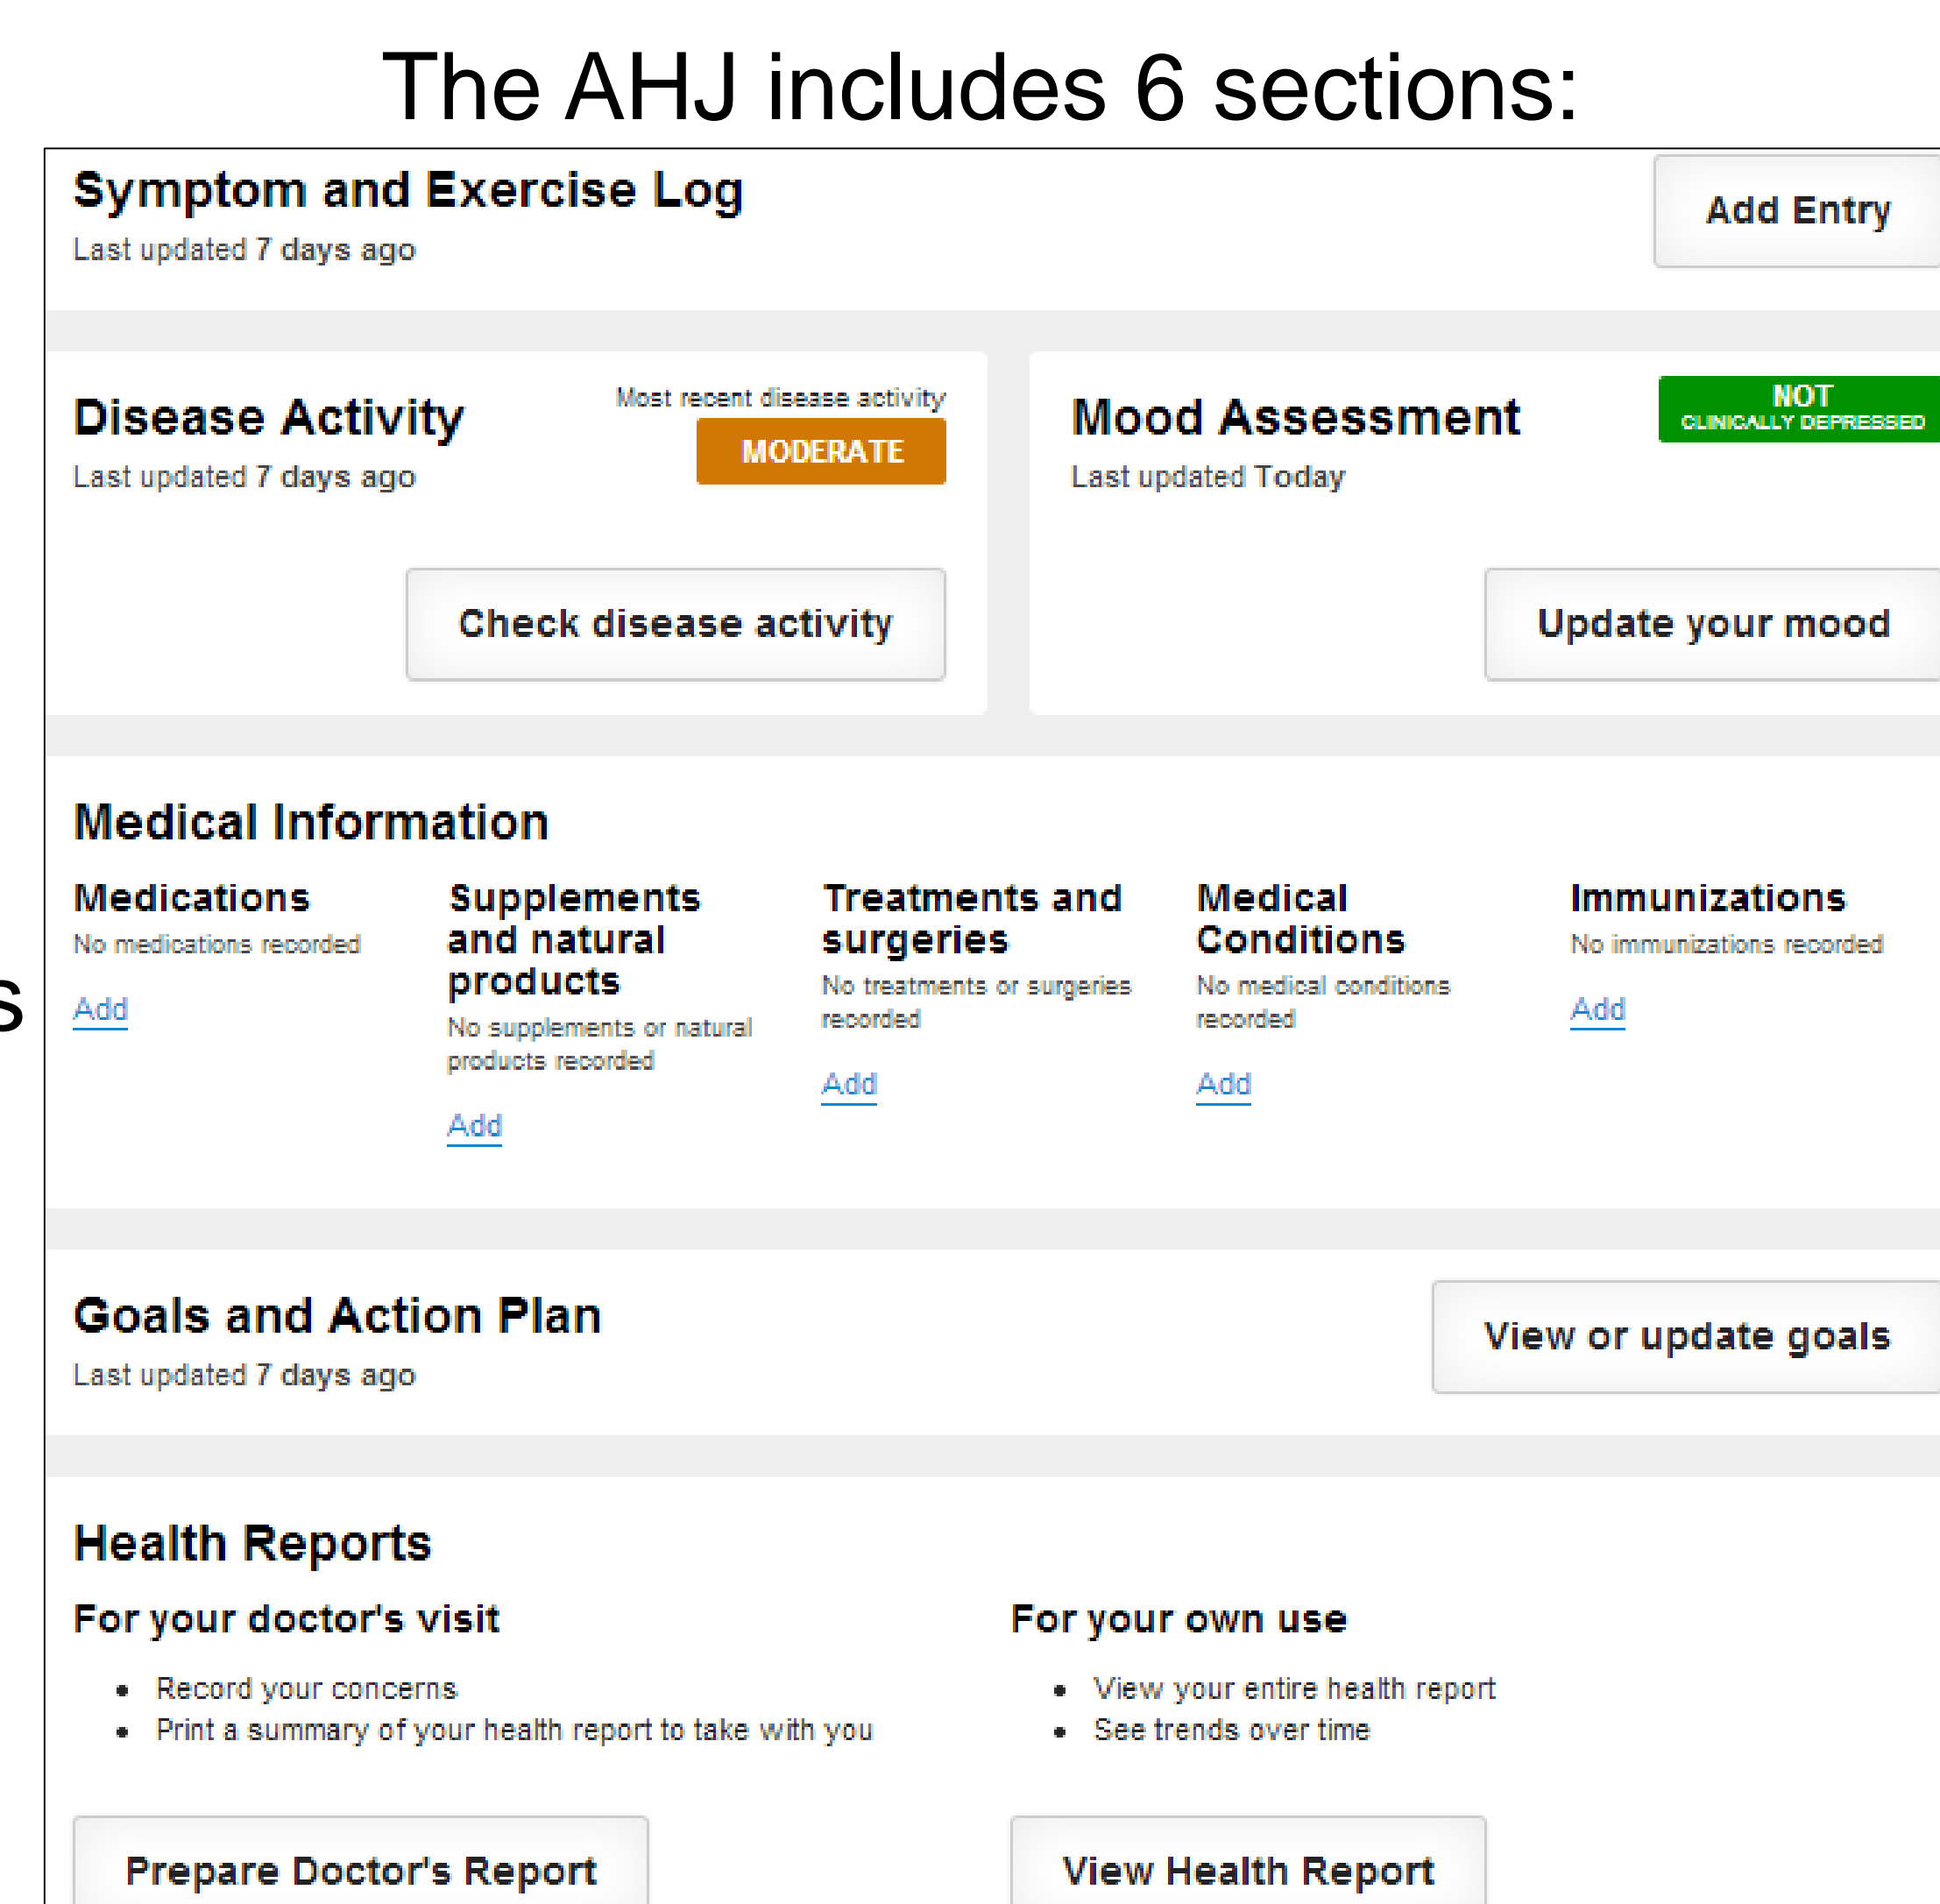 The AHJ includes 6 sections:
Symptom and Exercise Log
Last updated 7 days ago
Add Entry
Disease Activity
Last updated 7 days ago
Most recent disease activity
MODERATE
Check disease activity
Mood Assessment
Last updated Today
NOT
CLINICALLY DEPRESSED
Update your mood
Medical Information
Medications
No medications recorded
Add
Supplements
and natural
products
No supplements or natural
products recorded
Add
Treatments and
surgeries
No treatments or surgeries
recorded
Add
Medical
Conditions
No medical conditions
recorded
Add
Immunizations
No immunizations recorded
Add
s
Goals and Action Plan
Last updated 7 days ago
View or update goals
Health Reports
For your doctor's visit
• Record your concerns
• Print a summary of your health report to take with you
Prepare Doctor's Report
For your own use
• View your entire health report
• See trends over time
View Health Report